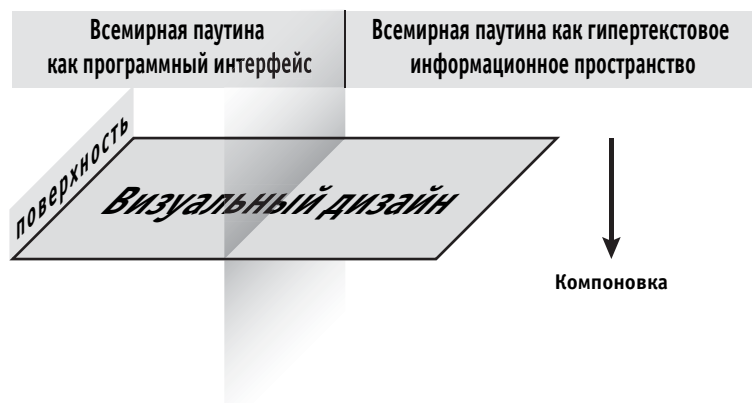 Всемирная паутина
как программный интерфейс
Всемирная паутина как гипертекстовое
информационное пространство
поверхность
Визуальный дизайн
Компоновка